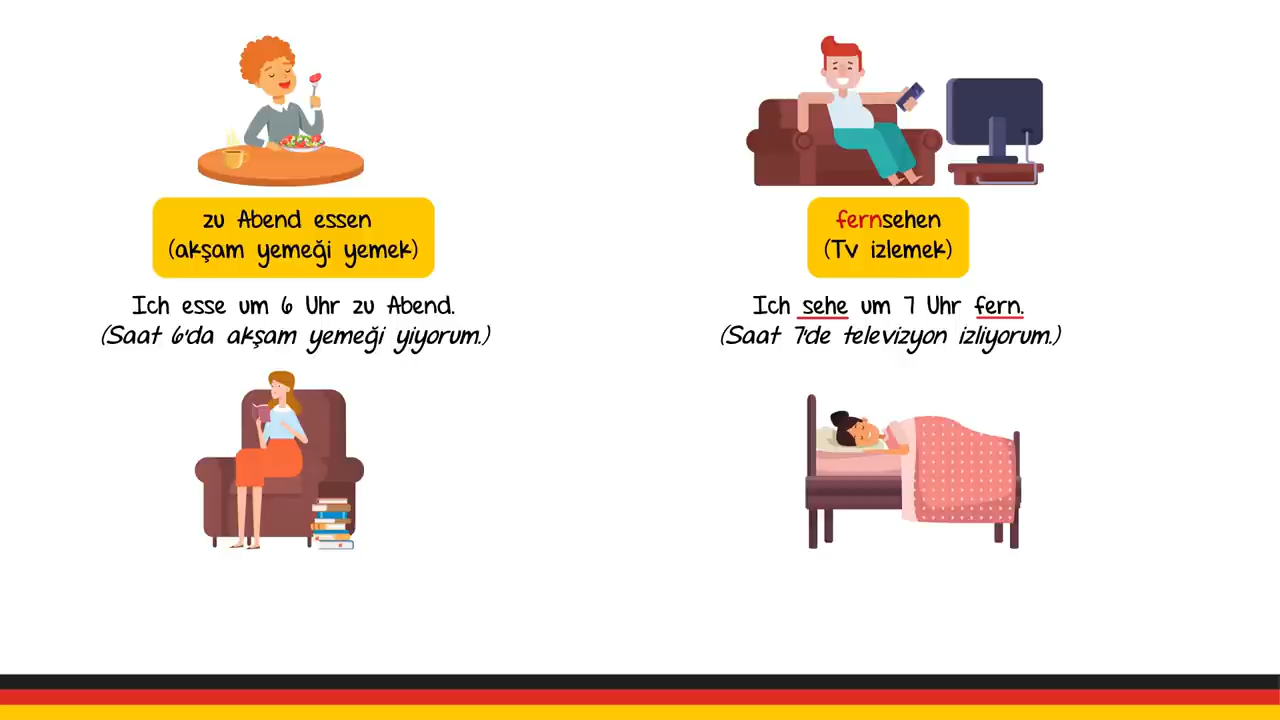 zu Abend essen
(akşam yemeği yemek)
Ich esse um 6 Uhr zu Abend.
(Saat 6'da akşam yemeği yiyorum.)
fernsehen
(Tv izlemek)
Ich sehe um 7 Uhr fern.
(Saat 7'de televizyon izliyorum.)